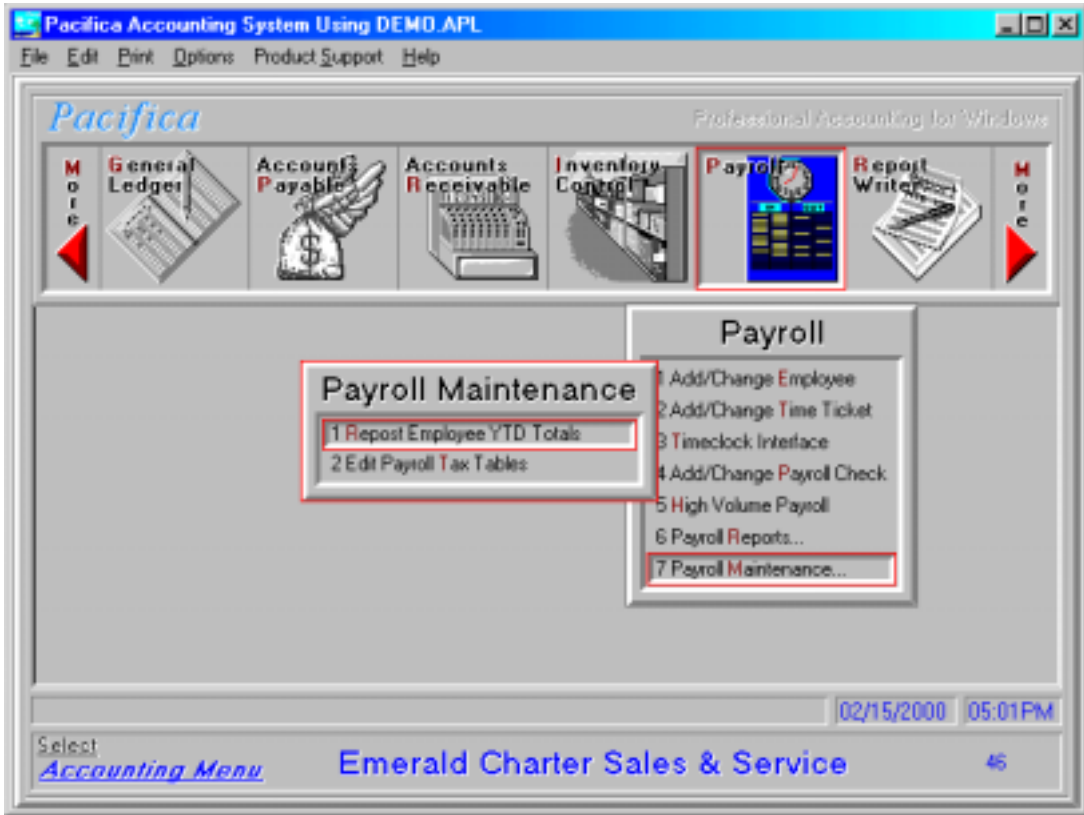 Pacifica Accounting System Using DEMO.APL
File Edit Print Options Product Support Help
Pacifica
Professional Accounting for Windows
More
General Ledger
Accounts Payable
Accounts Receivable
Inventory Control
Payroll
Report Writer
More
Payroll
1 Add/Change Employee
2 Add/Change Time Ticket
3 Timeclock Interface
4 Add/Change Payroll Check
5 High Volume Payroll
6 Payroll Reports...
7 Payroll Maintenance...
Payroll Maintenance
1 Repost Employee YTD Totals
2 Edit Payroll Tax Tables
02/15/2000 05:01PM
Select
Accounting Menu
Emerald Charter Sales & Service
46